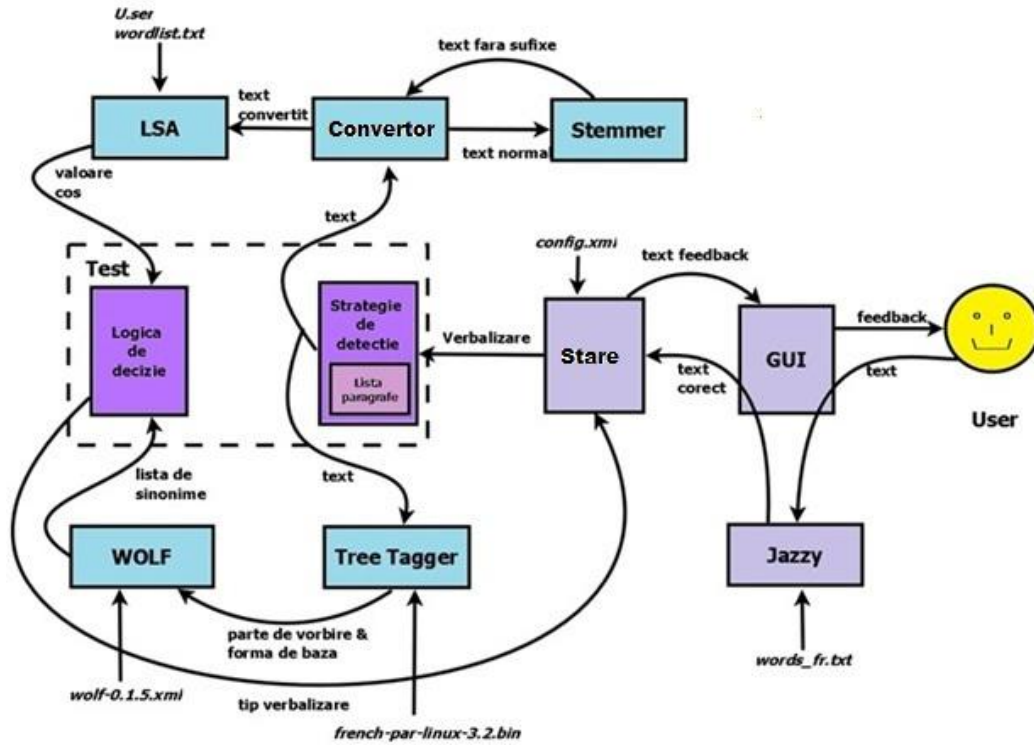 U.ser
wordlist.txt
text fara sufixe
text
convertit
LSA
Convertor
Stemmer
text normal
valoare
cos
text
config.xmi
text feedback
Test
Strategie
de
detectie
Logica
de
decizie
Lista
paragrafe
Verbalizare
Stare
GUI
feedback
text
text
corect
User
lista de
sinonime
text
WOLF
Tree Tagger
Jazzy
parte de vorbire &
forma de baza
words_fr.txt
wolf-0.1.5.xmi
tip verbalizare
french-par-linux-3.2.bin